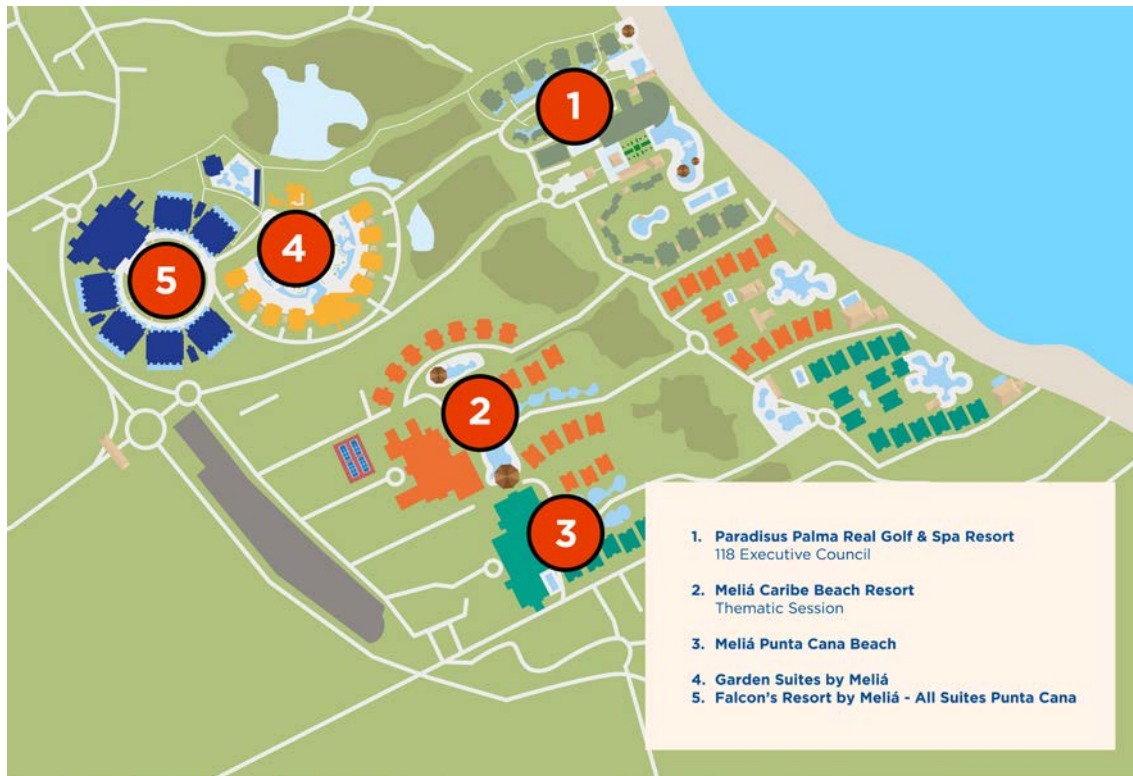 1
4
5
2
3
1. Paradisus Palma Real Golf & Spa Resort
118 Executive Council
2. Meliá Caribe Beach Resort
Thematic Session
3. Meliá Punta Cana Beach
4. Garden Suites by Meliá
5. Falcon's Resort by Meliá - All Suites Punta Cana